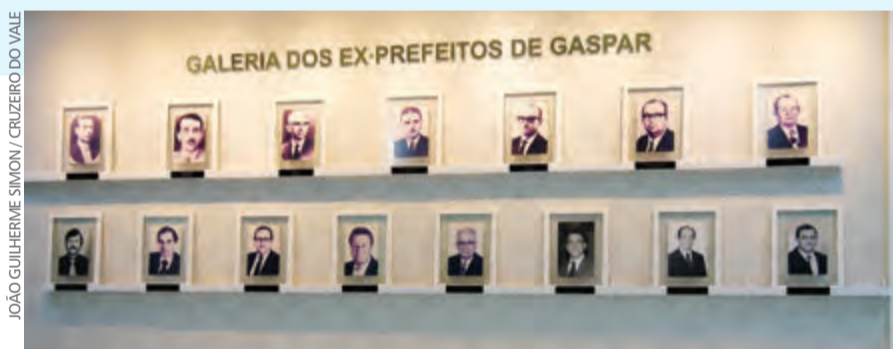 GALERIA DOS EX-PREFEITOS DE GASPAR
JOÃO GUILHERME SIMON / CRUZEIRO DO VALE